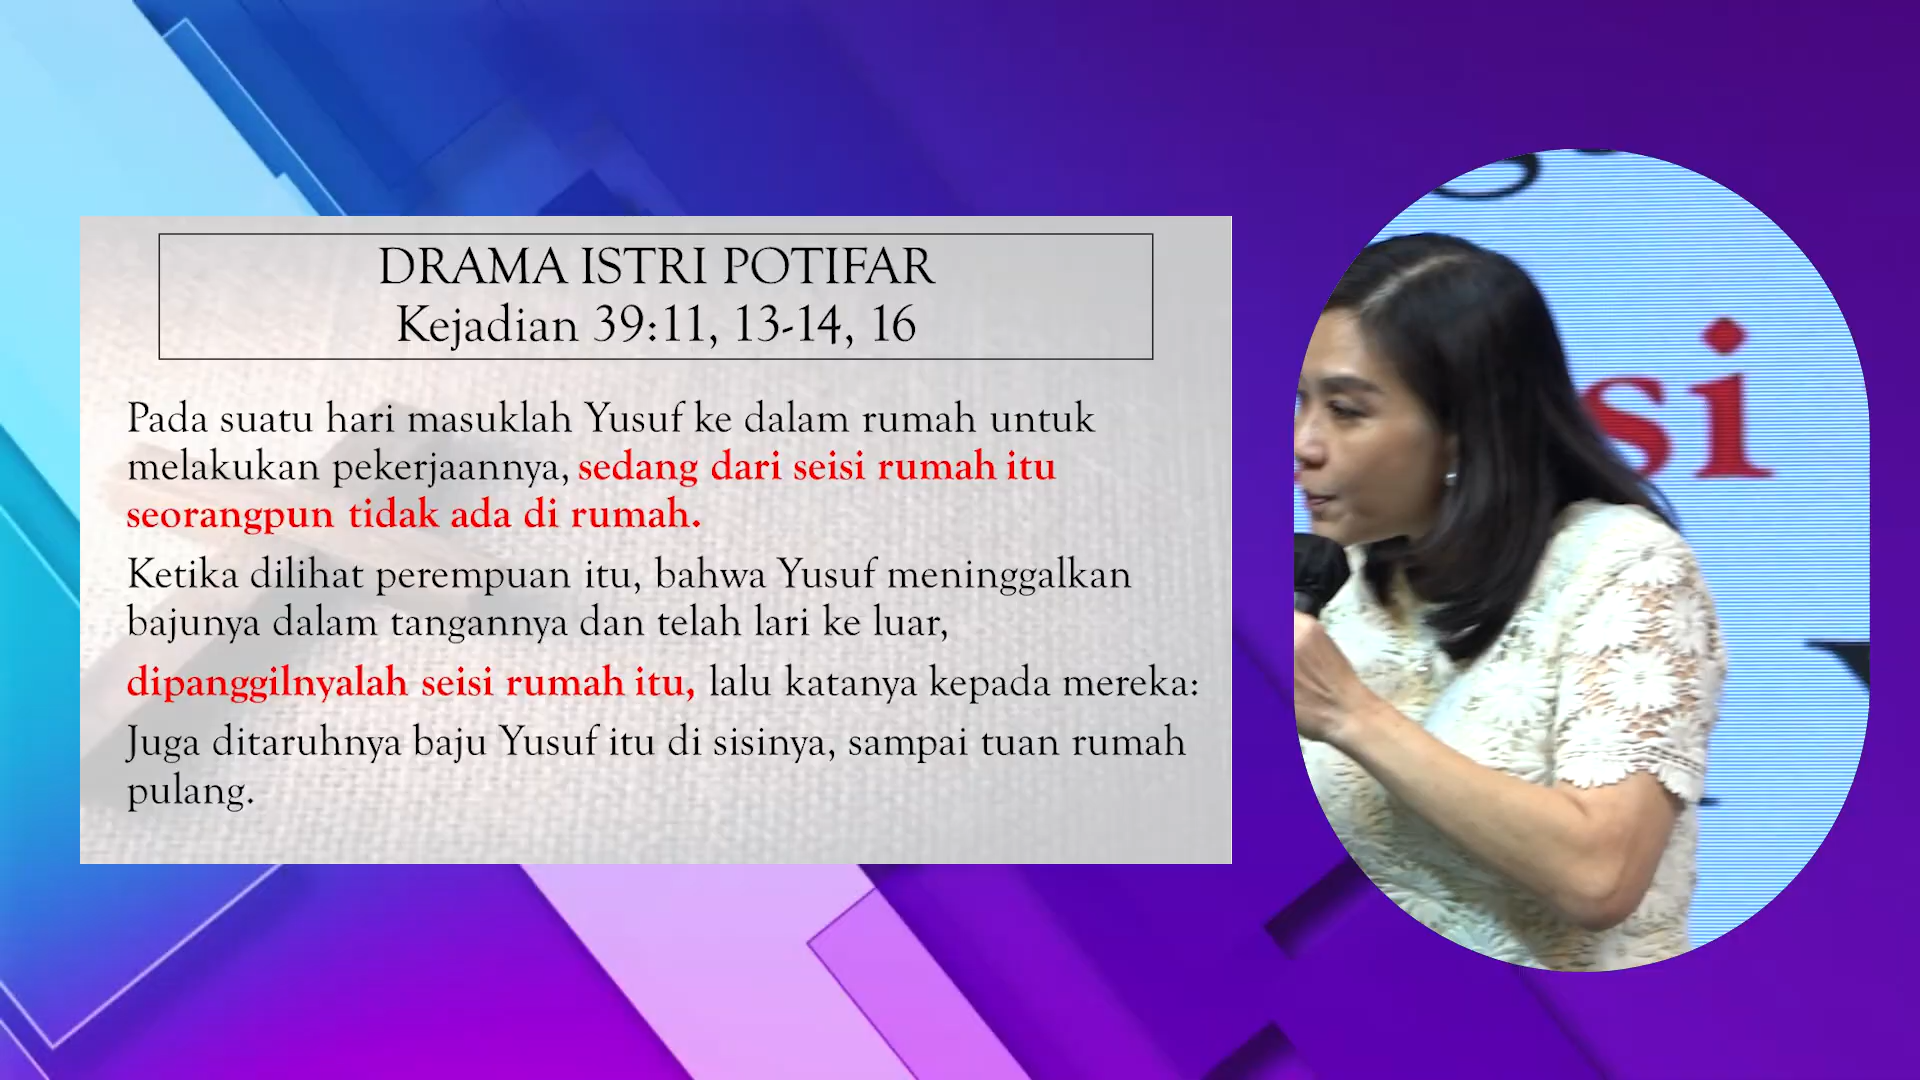 DRAMA ISTRI POTIFAR
Kejadian 39:11, 13-14, 16
Pada suatu hari masuklah Yusuf ke dalam rumah untuk
melakukan pekerjaannya, sedang dari seisi rumah itu
seorangpun tidak ada di rumah.
Ketika dilihat perempuan itu, bahwa Yusuf meninggalkan
bajunya dalam tangannya dan telah lari ke luar,
dipanggilnyalah seisi rumah itu, lalu katanya kepada mereka:
Juga ditaruhnya baju Yusuf itu di sisinya, sampai tuan rumah
pulang.
si